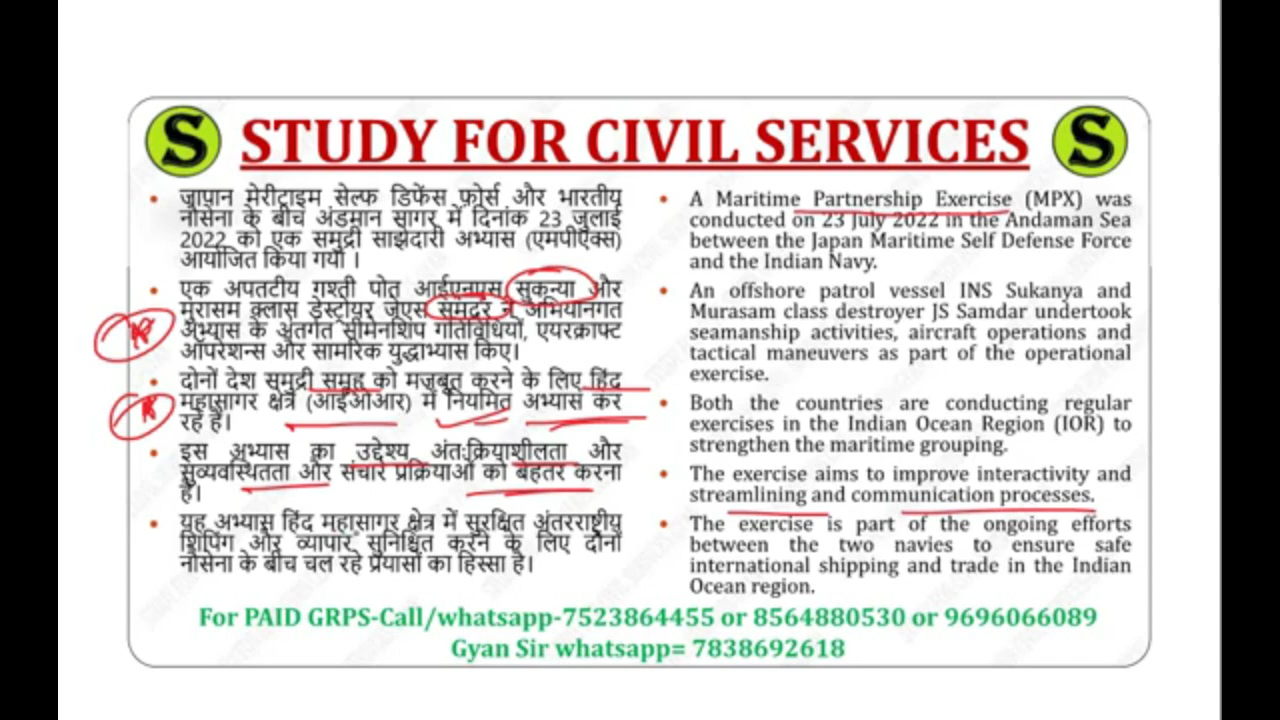 S STUDY FOR CIVIL SERVICES S
जापान मेरीटाइम सेल्फ डिफेंस फोर्स और भारतीय
नौसेना के बीच अंडमान सागर में दिनांक 23 जुलाई
2022 को एक समुद्री साझेदारी अभ्यास (एमपीएक्स)
आयोजित किया गया ।
एक अपतटीय गश्ती पोत आईएनएस सुकन्या और
मुरासम क्लास डेस्ट्रोयर जेएस समुद्र ने अभियानगत
अभ्यास के अंतर्गत सीमेनशिप गतिविधियों, एयरक्राफ्ट
ऑपरेशन्स और सामरिक युद्धाभ्यास किए।
दोनों देश समुद्री समूह को मजबूत करने के लिए हिंद
महासागर क्षेत्र (आईओआर) में नियमित अभ्यास कर
रहे हैं।
इस अभ्यास का उद्देश्य अंतःक्रियाशीलता और
सुव्यवस्थितता और संचार प्रक्रियाओं को बेहतर करना
है।
यह अभ्यास हिंद महासागर क्षेत्र में सुरक्षित अंतरराष्ट्रीय
शिपिंग और व्यापार सुनिश्चित करने के लिए दोनों
नौसेना के बीच चल रहे प्रयासों का हिस्सा है।
A Maritime Partnership Exercise (MPX) was
conducted on 23 July 2022 in the Andaman Sea
between the Japan Maritime Self Defense Force
and the Indian Navy.
An offshore patrol vessel INS Sukanya and
Murasam class destroyer JS Samdar undertook
seamanship activities, aircraft operations and
tactical maneuvers as part of the operational
exercise.
Both the countries are conducting regular
exercises in the Indian Ocean Region (IOR) to
strengthen the maritime grouping.
The exercise aims to improve interactivity and
streamlining and communication processes.
The exercise is part of the ongoing efforts
between the two navies to ensure safe
international shipping and trade in the Indian
Ocean region.
For PAID GRPS-Call/whatsapp-7523864455 or 8564880530 or 9696066089
Gyan Sir whatsapp= 7838692618